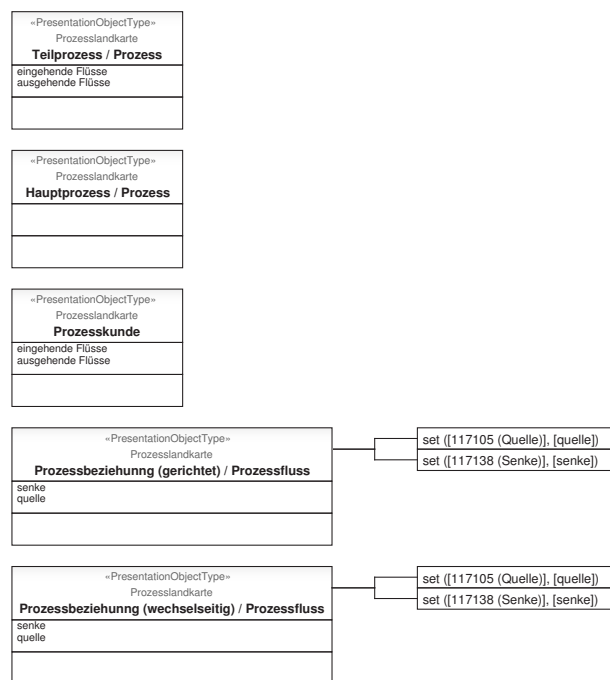 «PresentationObjectType»
Prozesslandkarte
Teilprozess / Prozess
eingehende Flüsse
ausgehende Flüsse
«PresentationObjectType»
Prozesslandkarte
Hauptprozess / Prozess
«PresentationObjectType»
Prozesslandkarte
Prozesskunde
eingehende Flüsse
ausgehende Flüsse
«PresentationObjectType»
Prozesslandkarte
Prozessbeziehunng (gerichtet) / Prozessfluss
senke
quelle
set ([117105 (Quelle)], [quelle])
set ([117138 (Senke)], [senke])
«PresentationObjectType»
Prozesslandkarte
Prozessbeziehunng (wechselseitig) / Prozessfluss
senke
quelle
set ([117105 (Quelle)], [quelle])
set ([117138 (Senke)], [senke])